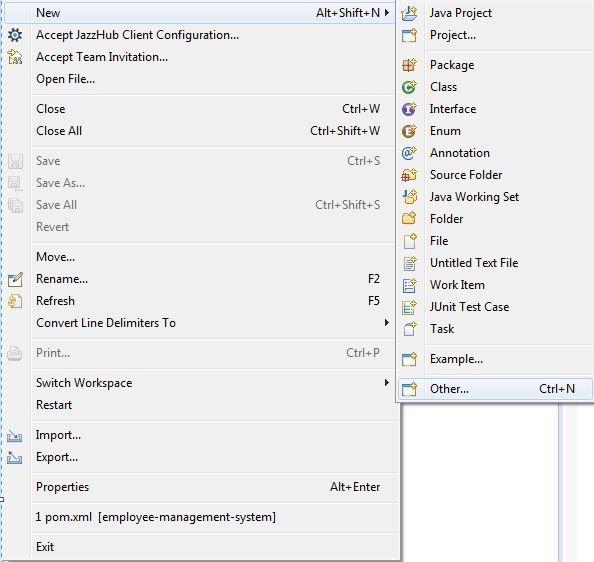 New Alt+Shift+N
Accept JazzHub Client Configuration...
Accept Team Invitation...
Open File...
Close Ctrl+W
Close All Ctrl+Shift+W
Save Ctrl+S
Save As...
Save All Ctrl+Shift+S
Revert
Move...
Rename... F2
Refresh F5
Convert Line Delimiters To
Print... Ctrl+P
Switch Workspace
Restart
Import...
Export...
Properties Alt+Enter
1 pom.xml [employee-management-system]
Exit
Java Project
Project...
Package
Class
Interface
Enum
Annotation
Source Folder
Java Working Set
Folder
File
Untitled Text File
Work Item
JUnit Test Case
Task
Example...
Other... Ctrl+N